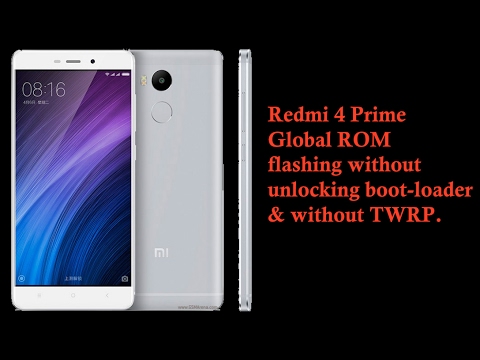 08:16
Redmi 4 Prime
Global ROM
flashing without
unlocking boot-loader
& without TWRP.
mi